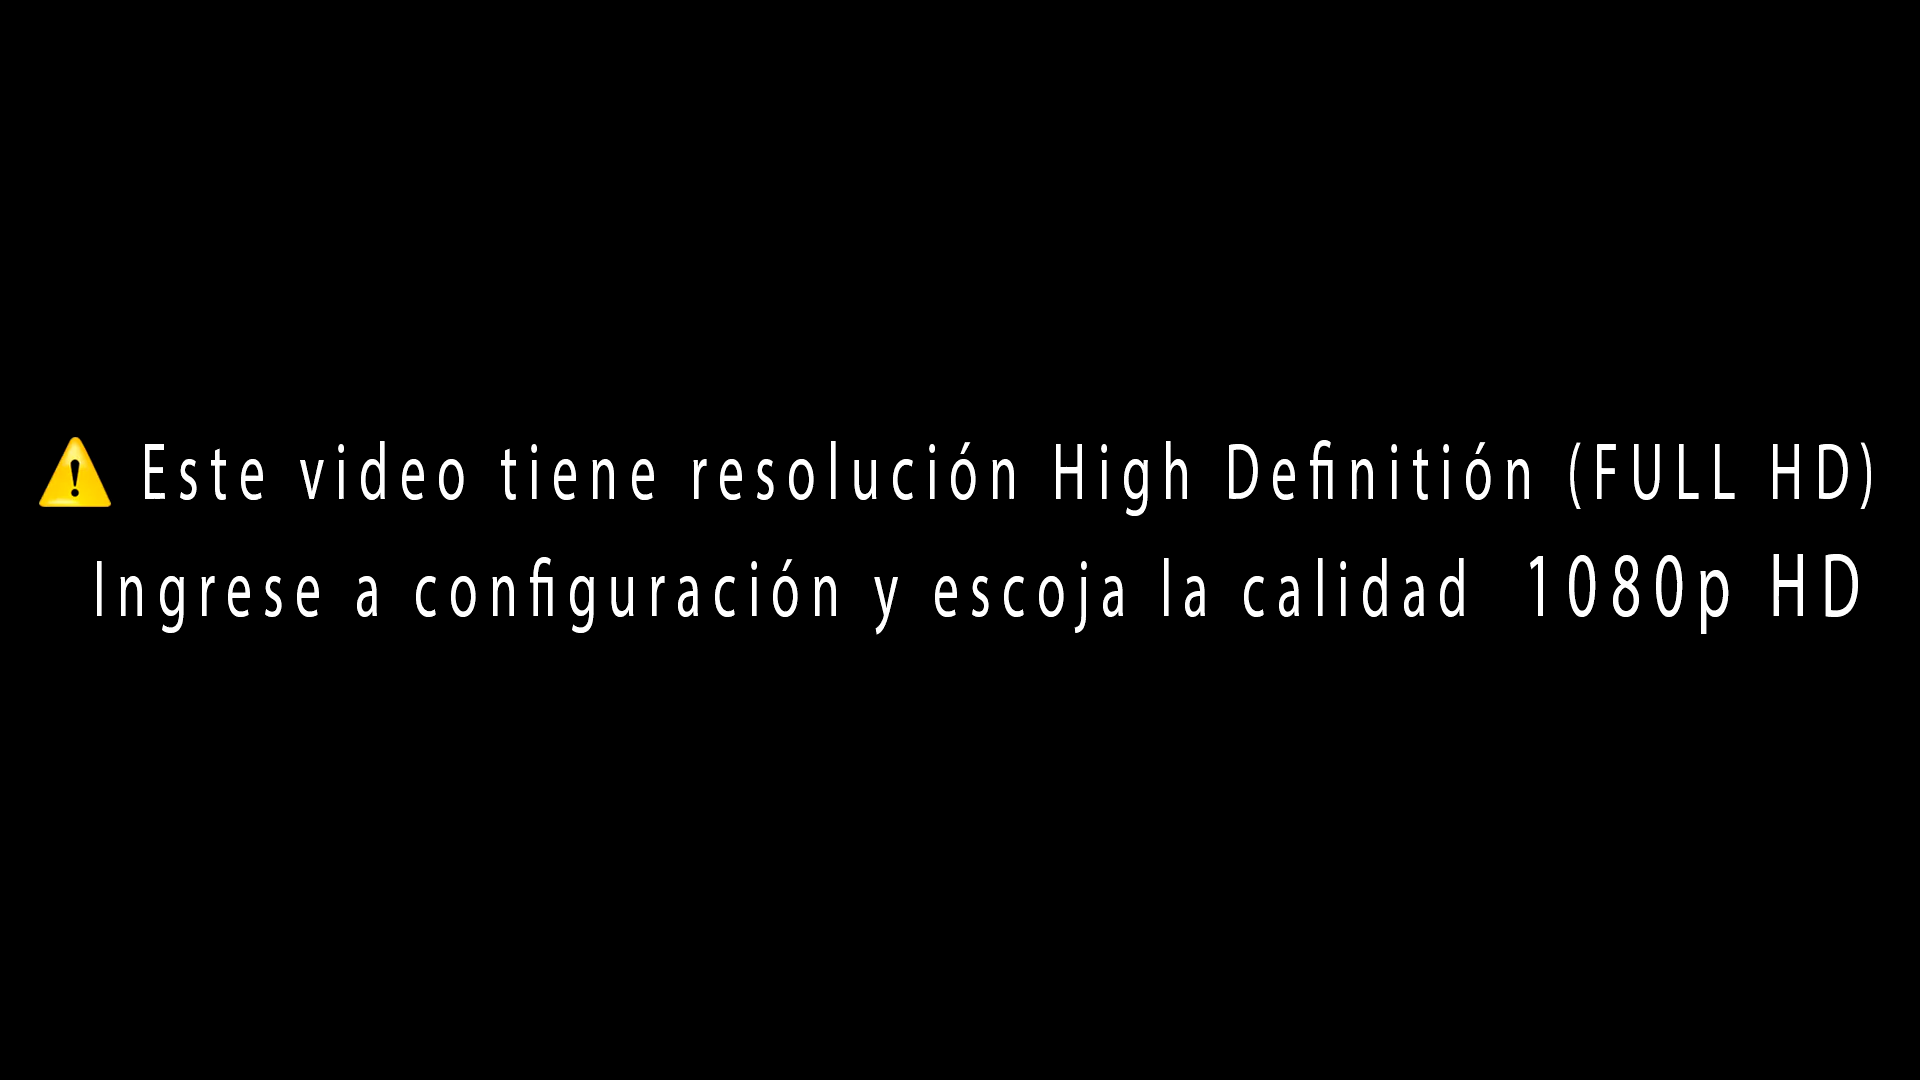 Este video tiene resolución High Definitión (FULL HD)
Ingrese a configuración y escoja la calidad 1080p HD